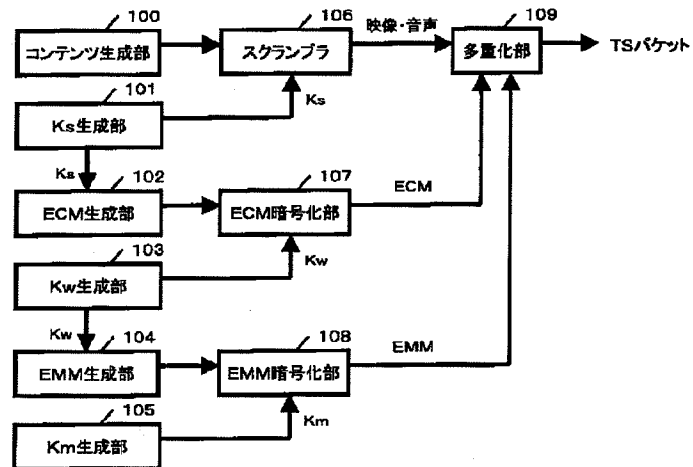 100
106
映像・音声
109
コンテンツ生成部
スクランブラ
多重化部
TSパケット
101
Ks
Ks生成部
Ks
102
107
ECM
ECM生成部
ECM暗号化部
103
Kw
Kw生成部
Kw
104
108
EMM
EMM生成部
EMM暗号化部
105
Km
Km生成部